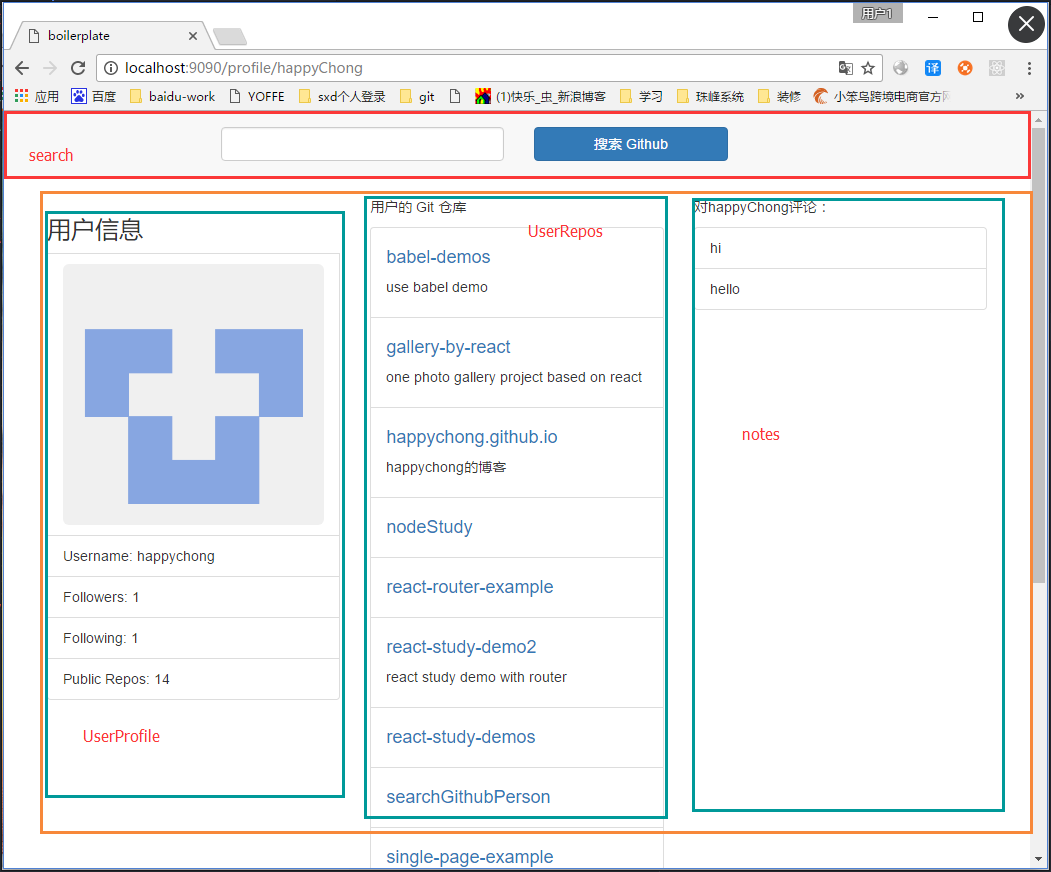 用户1
boilerplate
localhost:9090/profile/happyChong
应用 百度 baidu-work YOFFE sxd个人登录 git (1)快乐_虫_新浪博客 学习 珠峰系统 装修 小笨鸟跨境电商官方
译
search
搜索 Github
用户信息
Username: happychong
Followers: 1
Following: 1
Public Repos: 14
UserProfile
用户的 Git 仓库
UserRepos
babel-demos
use babel demo
gallery-by-react
one photo gallery project based on react
happychong.github.io
happychong的博客
nodeStudy
react-router-example
react-study-demo2
react study demo with router
react-study-demos
searchGithubPerson
single-page-example
对happyChong评论：
hi
hello
notes